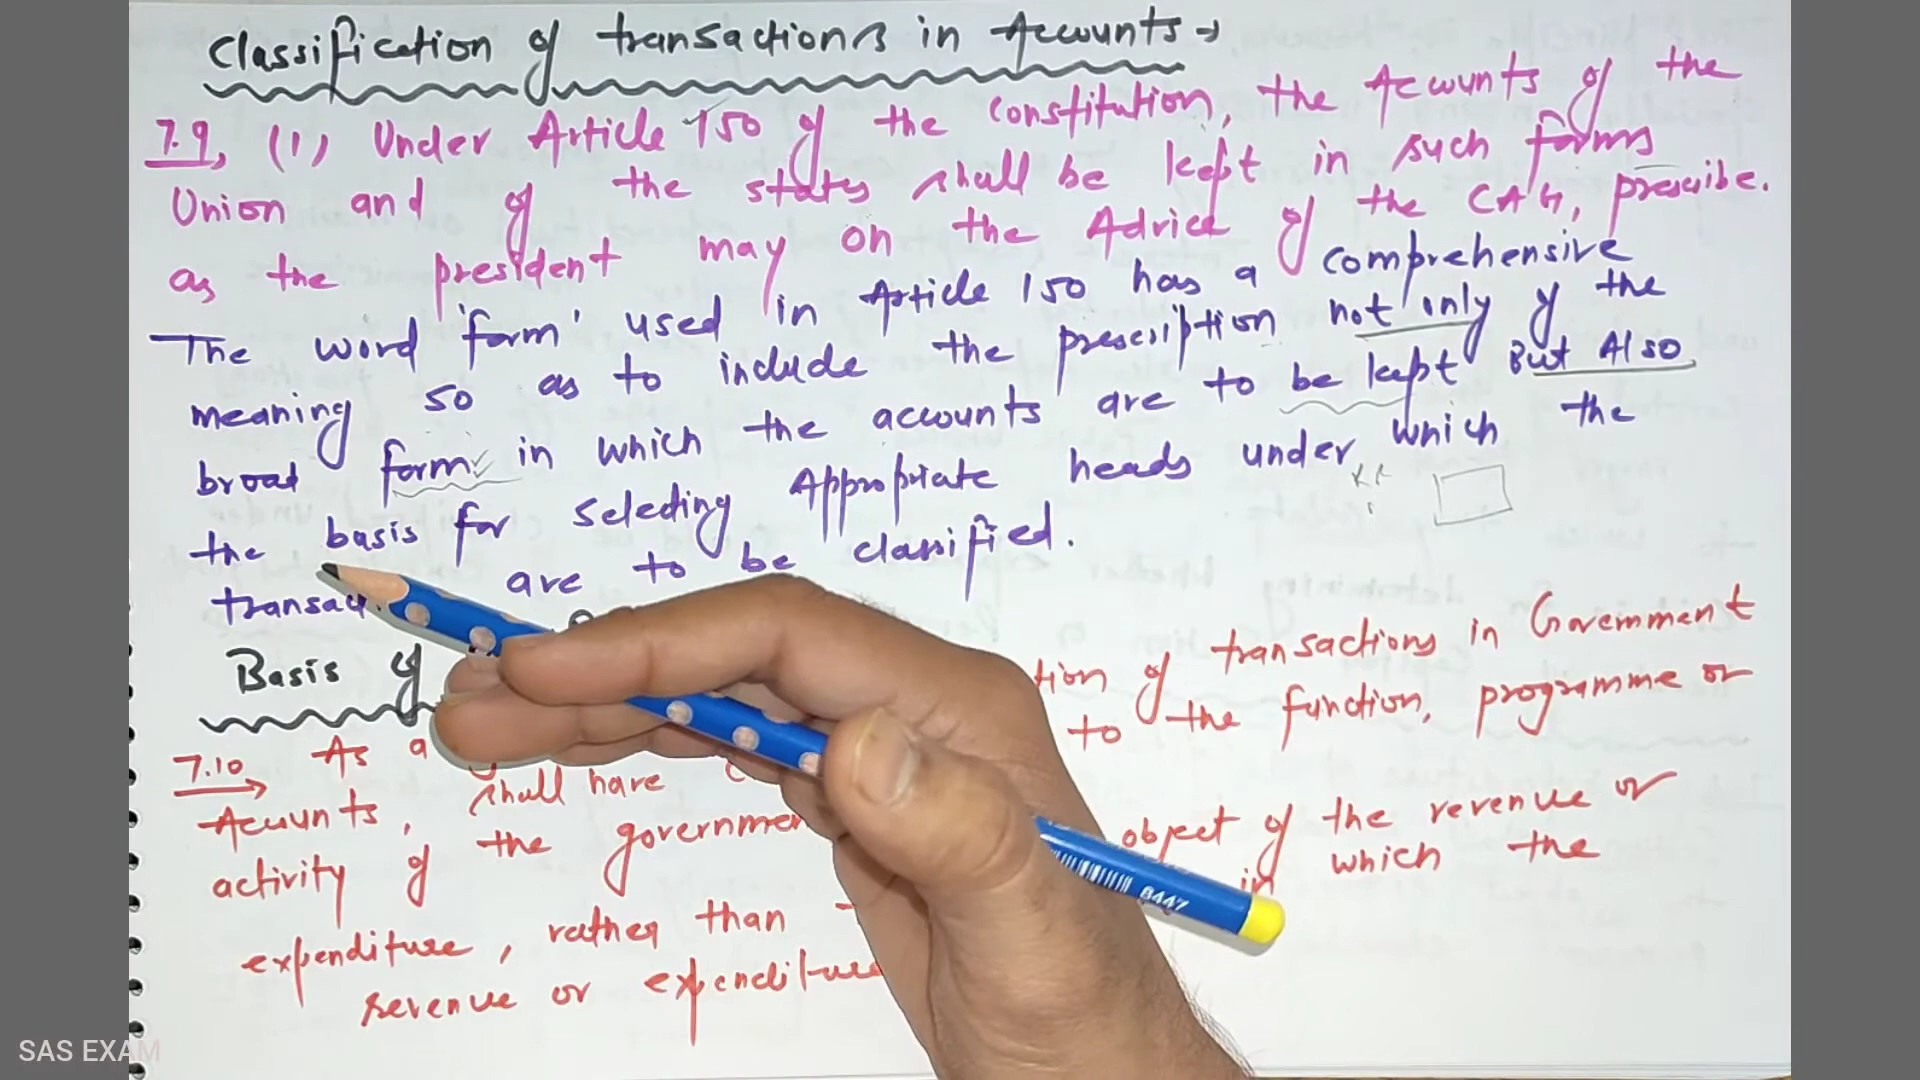 Classification of transactions in Accounts →
7.9, (1) Under Article 150 of the constitution, the Accounts of the
Union and of the states shall be kept in such forms
as the president may on the Advice of the CAG, prescribe.
The word 'form' used in Article 150 has a comprehensive
meaning so as to include the prescription not only of the
broad form in which the accounts are to be kept But Also
the basis for selecting Appropriate heads under which the
are to be classified.
Basis of
tion of transactions in Government
7.10 As a
Accounts, shall have to the function, programme or
activity of the object of the revenue or
expenditure, rather than in which the
revenue or expenditure
8447
SAS EXAM